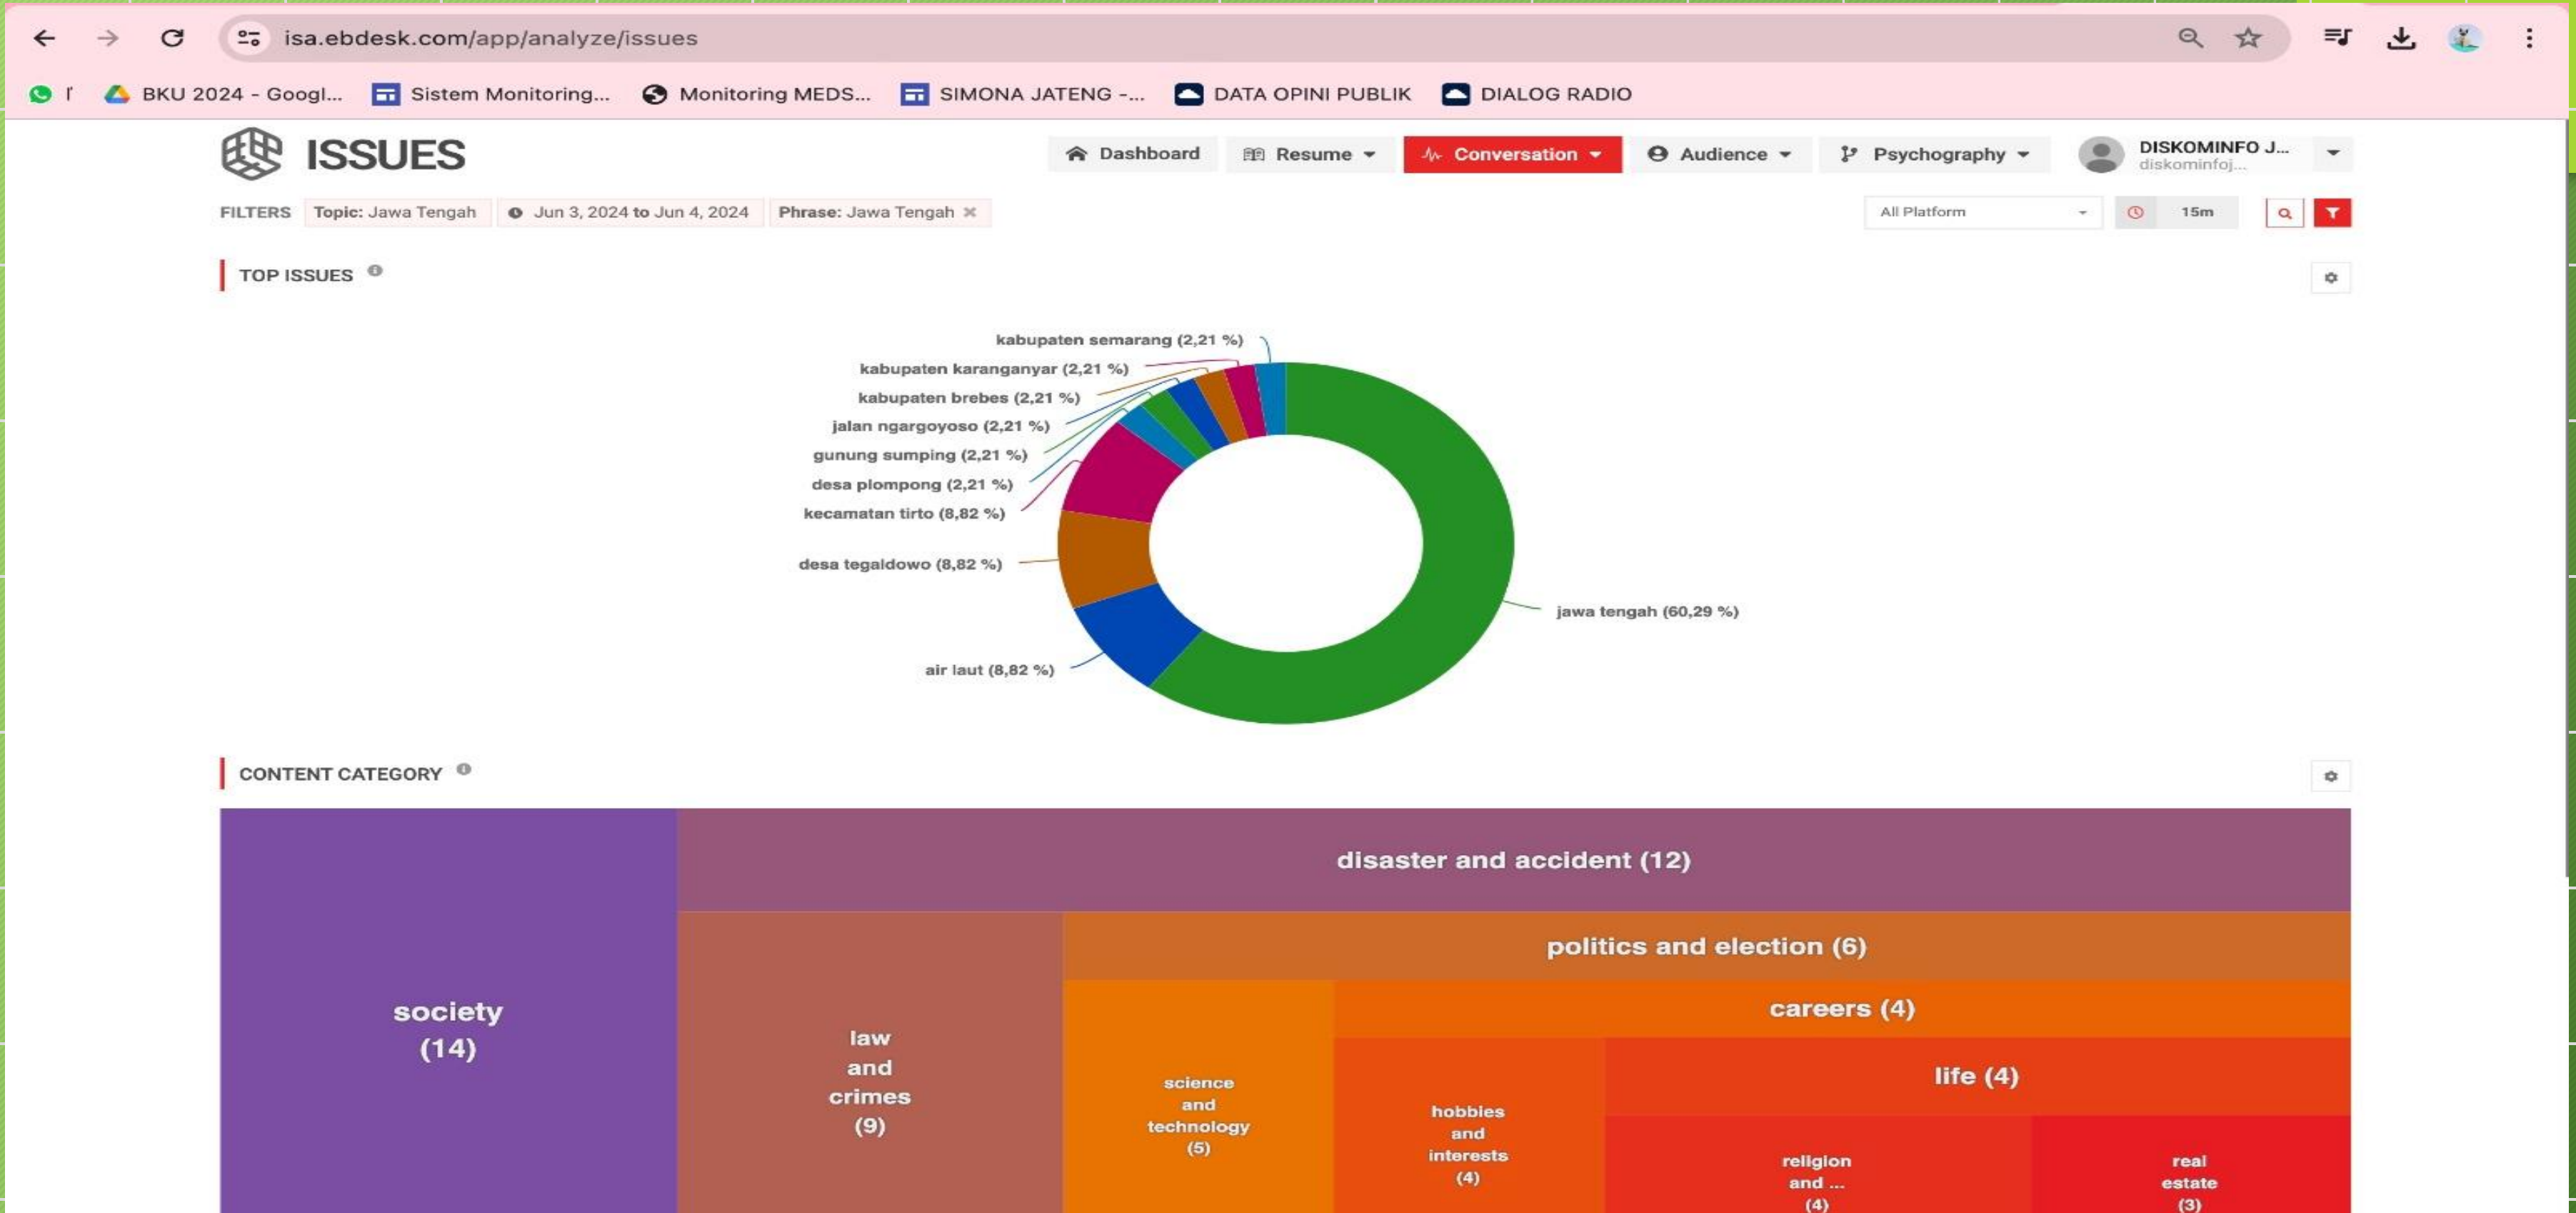 isa.ebdesk.com/app/analyze/issues
BKU 2024 - Googl... Sistem Monitoring... Monitoring MEDS... SIMONA JATENG -... DATA OPINI PUBLIK DIALOG RADIO
ISSUES
Dashboard Resume Conversation Audience Psychography DISKOMINFO J...
diskominfoj...
FILTERS Topic: Jawa Tengah Jun 3, 2024 to Jun 4, 2024 Phrase: Jawa Tengah All Platform 15m
TOP ISSUES
kabupaten semarang (2,21 %)
kabupaten karanganyar (2,21 %)
kabupaten brebes (2,21 %)
jalan ngargoyoso (2,21 %)
gunung sumping (2,21 %)
desa plompong (2,21 %)
kecamatan tirto (8,82 %)
desa tegaldowo (8,82 %)
jawa tengah (60,29 %)
air laut (8,82 %)
CONTENT CATEGORY
disaster and accident (12)
politics and election (6)
society
(14)
careers (4)
law
and
crimes
(9)
life (4)
science
and
technology
(5)
hobbies
and
interests
(4)
religion
and ...
(4)
real
estate
(3)